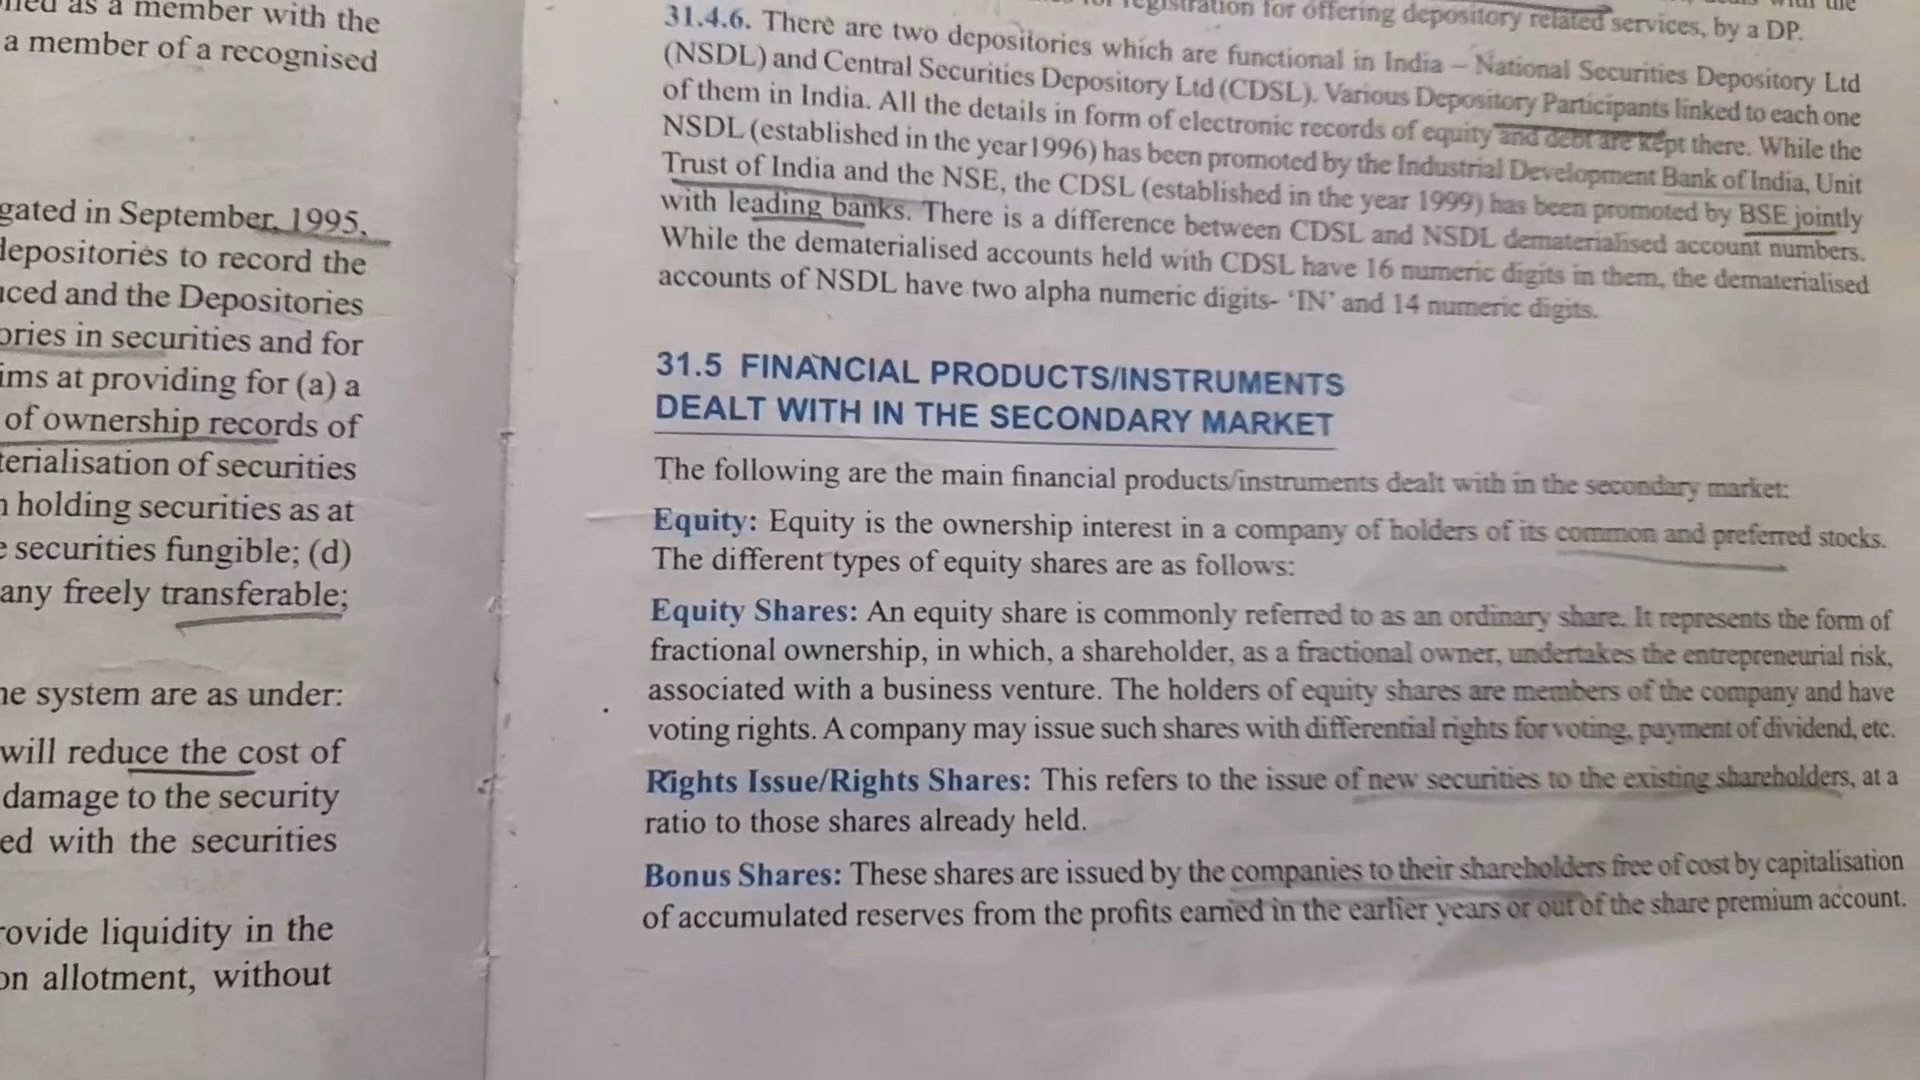 as a member with the
a member of a recognised
gated in September, 1995,
depositories to record the
uced and the Depositories
ories in securities and for
ims at providing for (a) a
of ownership records of
terialisation of securities
holding securities as at
securities fungible; (d)
any freely transferable;
system are as under:
will reduce the cost of
damage to the security
ed with the securities
rovide liquidity in the
on allotment, without
registration for offering depository related services, by a DP.
31.4.6. There are two depositories which are functional in India – National Securities Depository Ltd
(NSDL) and Central Securities Depository Ltd (CDSL). Various Depository Participants linked to each one
of them in India. All the details in form of electronic records of equity and debt are kept there. While the
NSDL (established in the year1996) has been promoted by the Industrial Development Bank of India, Unit
Trust of India and the NSE, the CDSL (established in the year 1999) has been promoted by BSE jointly
with leading banks. There is a difference between CDSL and NSDL dematerialised account numbers.
While the dematerialised accounts held with CDSL have 16 numeric digits in them, the dematerialised
accounts of NSDL have two alpha numeric digits- ‘IN’ and 14 numeric digits.
31.5 FINANCIAL PRODUCTS/INSTRUMENTS
DEALT WITH IN THE SECONDARY MARKET
The following are the main financial products/instruments dealt with in the secondary market:
Equity: Equity is the ownership interest in a company of holders of its common and preferred stocks.
The different types of equity shares are as follows:
Equity Shares: An equity share is commonly referred to as an ordinary share. It represents the form of
fractional ownership, in which, a shareholder, as a fractional owner, undertakes the entrepreneurial risk,
associated with a business venture. The holders of equity shares are members of the company and have
voting rights. A company may issue such shares with differential rights for voting, payment of dividend, etc.
Rights Issue/Rights Shares: This refers to the issue of new securities to the existing shareholders, at a
ratio to those shares already held.
Bonus Shares: These shares are issued by the companies to their shareholders free of cost by capitalisation
of accumulated reserves from the profits earned in the earlier years or out of the share premium account.